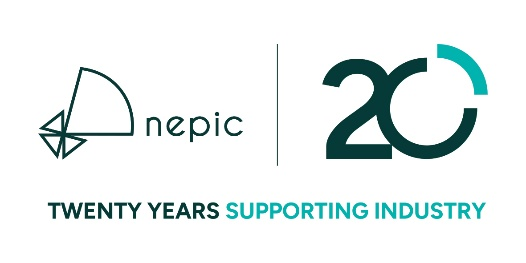 nepic
20
TWENTY YEARS SUPPORTING INDUSTRY